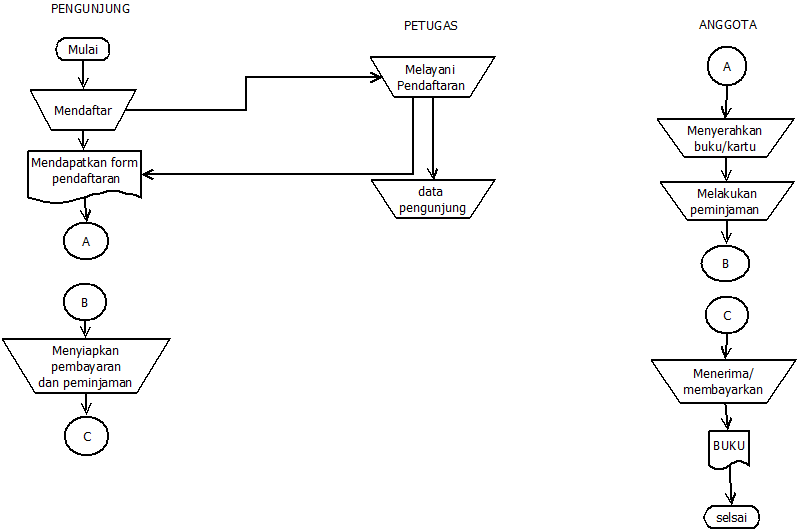 PENGUNJUNG
PETUGAS
ANGGOTA
Mulai
Mendaftar
Mendapatkan form
pendaftaran
A
B
Menyiapkan
pembayaran
dan peminjaman
C
Melayani
Pendaftaran
data
pengunjung
A
Menyerahkan
buku/kartu
Melakukan
peminjaman
B
C
Menerima/
membayarkan
BUKU
selsai